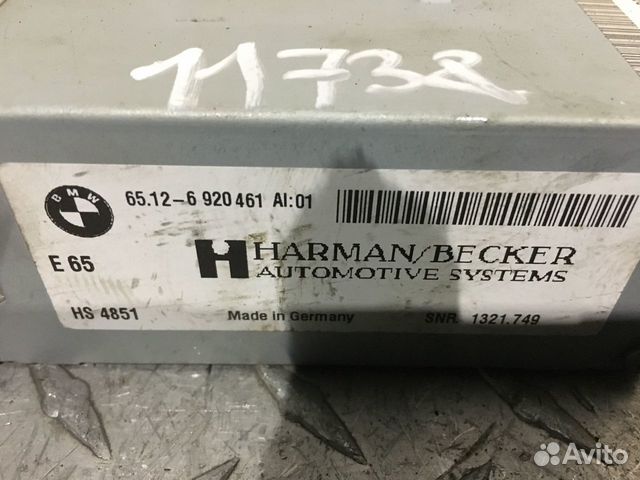 11738
BMW
65.12-6 920 461 AI:01
E 65
HARMAN/BECKER
AUTOMOTIVE SYSTEMS
HS 4851
Made in Germany
SNR. 1321.749
Avito